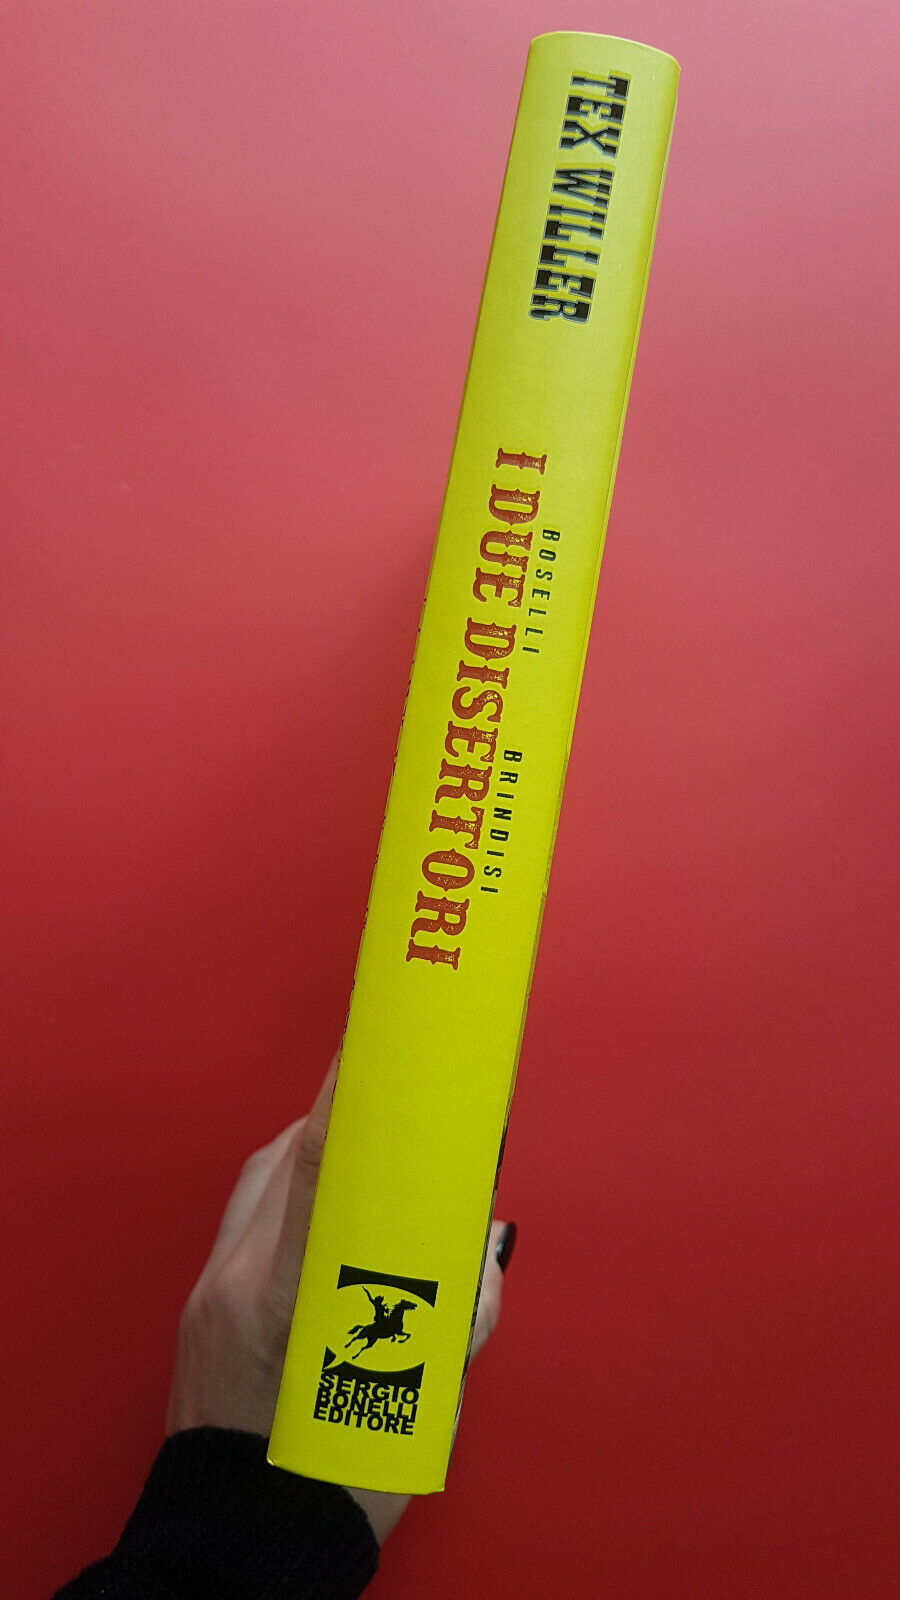 TEX WILLER
BOSELLI BRINDISI
I DUE DISERTORI
SERGIO
BONELLI
EDITORE